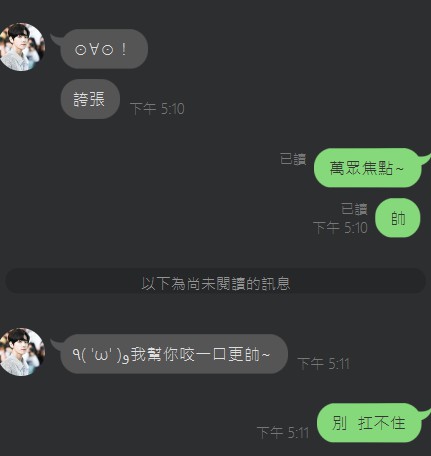 ⊙∀⊙！
誇張
下午 5:10
已讀
萬眾焦點~
已讀
下午 5:10
帥
以下為尚未閱讀的訊息
٩( 'ω' )و我幫你咬一口更帥~
下午 5:11
下午 5:11
別 扛不住